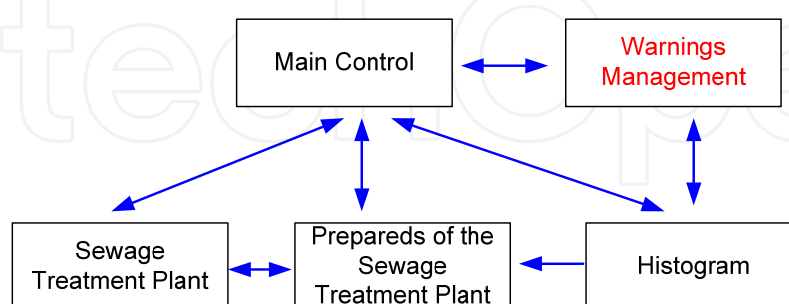 Main Control
Warnings
Management
Sewage
Treatment Plant
Prepareds of the
Sewage
Treatment Plant
Histogram